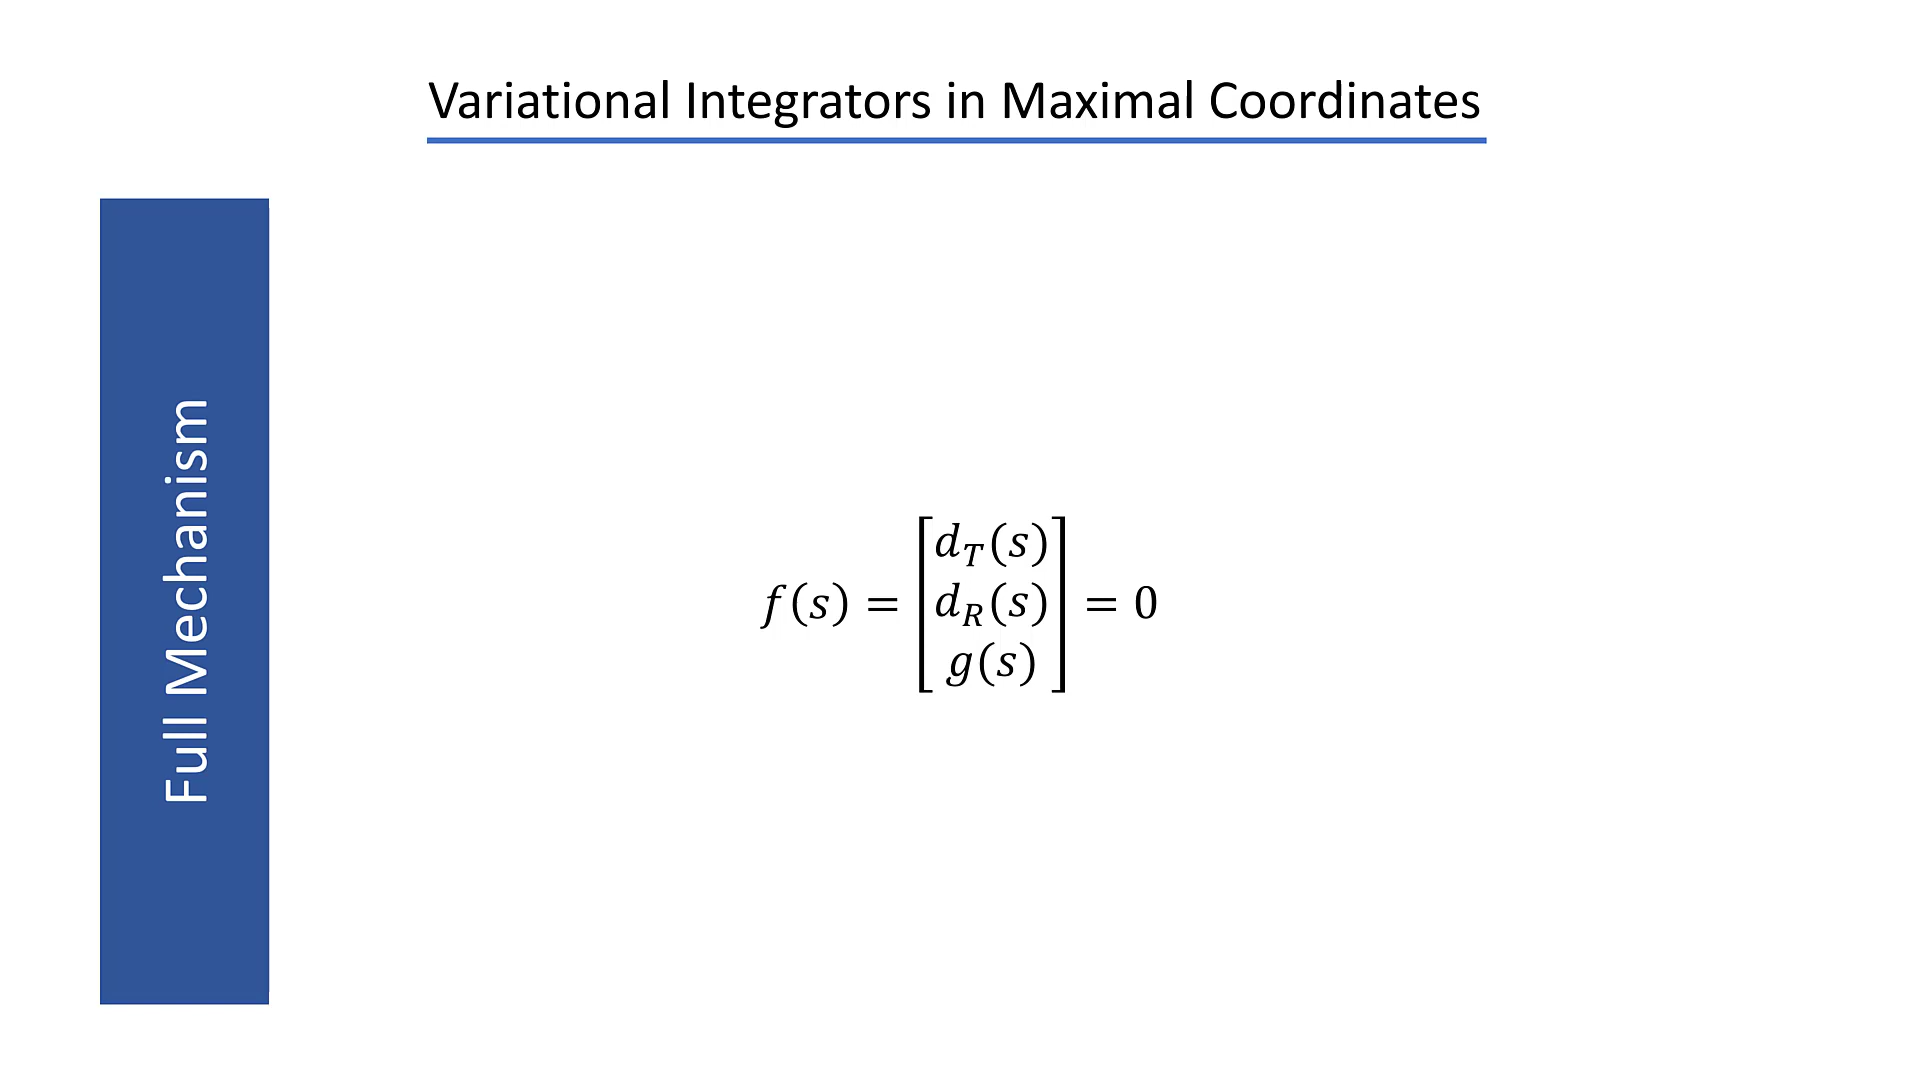 Variational Integrators in Maximal Coordinates
Full Mechanism
d_T(s)
f(s) = d_R(s) = 0
g(s)